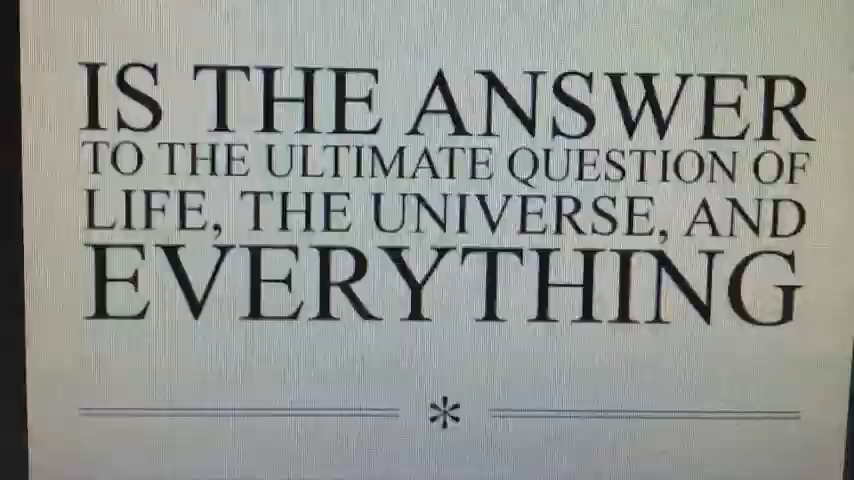 IS THE ANSWER
TO THE ULTIMATE QUESTION OF
LIFE, THE UNIVERSE, AND
EVERYTHING
*